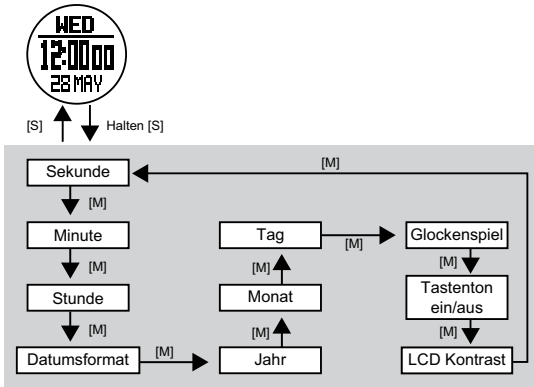 WED
12:00 00
28 MAY
[S]
Halten [S]
Sekunde
[M]
[M]
Minute
[M]
Stunde
[M]
Datumsformat
[M]
Jahr
[M]
Monat
[M]
Tag
[M]
Glockenspiel
[M]
Tastenton
ein/aus
[M]
LCD Kontrast